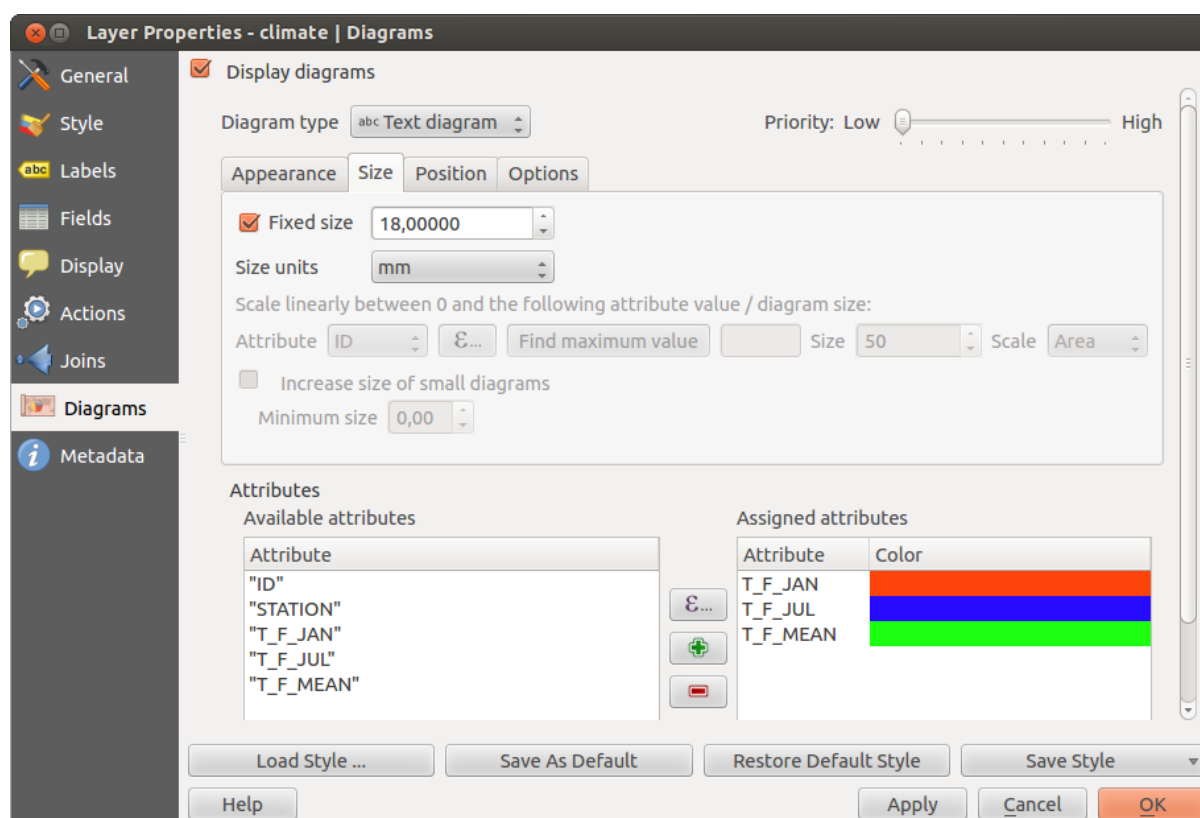 Layer Properties - climate | Diagrams
General
Style
abc Labels
Fields
Display
Actions
Joins
Diagrams
Metadata
Display diagrams
Diagram type abc Text diagram Priority: Low High
Appearance Size Position Options
Fixed size 18,00000
Size units mm
Scale linearly between 0 and the following attribute value / diagram size:
Attribute ID ε... Find maximum value Size 50 Scale Area
Increase size of small diagrams
Minimum size 0,00
Attributes
Available attributes
Attribute
"ID"
"STATION"
"T_F_JAN"
"T_F_JUL"
"T_F_MEAN"
ε...
Assigned attributes
Attribute Color
T_F_JAN
T_F_JUL
T_F_MEAN
Load Style ... Save As Default Restore Default Style Save Style
Help Apply Cancel OK